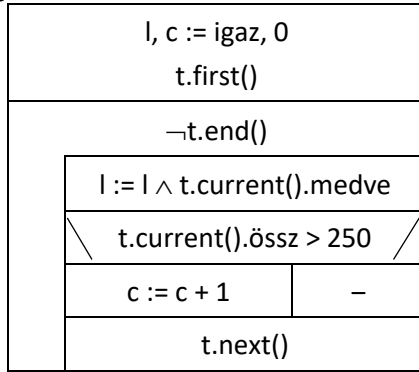 l, c := igaz, 0
t.first()
¬t.end()
l := l ∧ t.current().medve
t.current().össz > 250
c := c + 1
–
t.next()